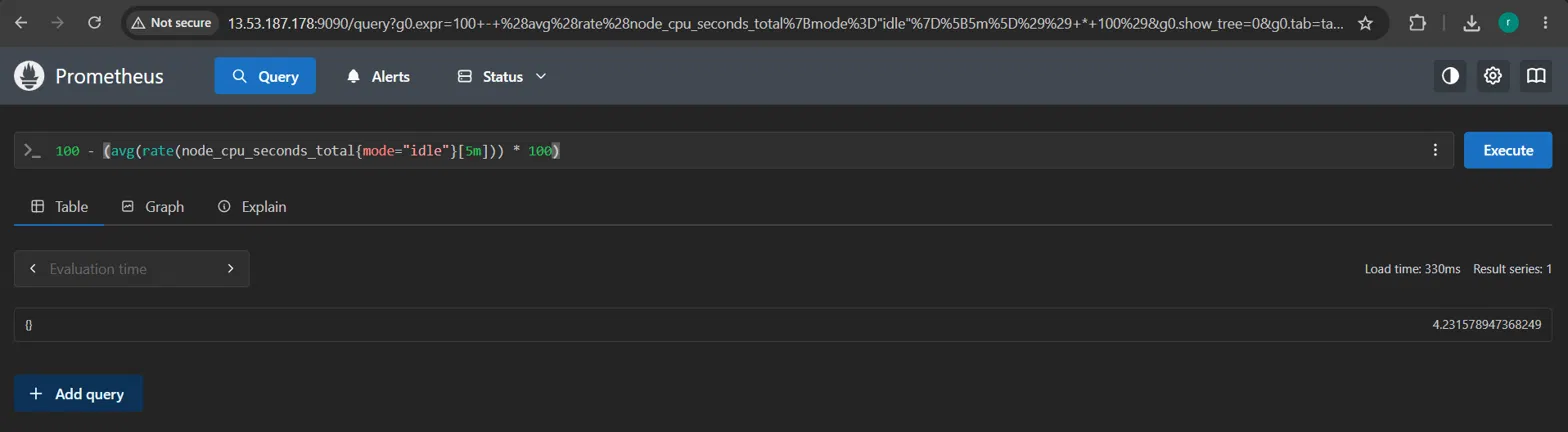 Not secure 13.53.187.178:9090/query?g0.expr=100+-+%28avg%28rate%28node_cpu_seconds_total%7Bmode%3D"idle"%7D%5B5m%5D%29%29+*+100%29&g0.show_tree=0&g0.tab=ta... r
Prometheus Query Alerts Status
>_ 100 - (avg(rate(node_cpu_seconds_total{mode="idle"}[5m])) * 100) Execute
Table Graph Explain
Evaluation time Load time: 330ms Result series: 1
{} 4.231578947368249
+ Add query